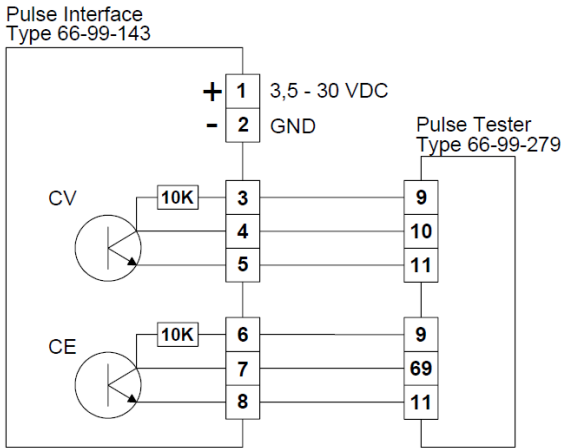 Pulse Interface
Type 66-99-143
+ 1 3,5 - 30 VDC
- 2 GND
Pulse Tester
Type 66-99-279
CV 10K 3 9
4 10
5 11
CE 10K 6 9
7 69
8 11